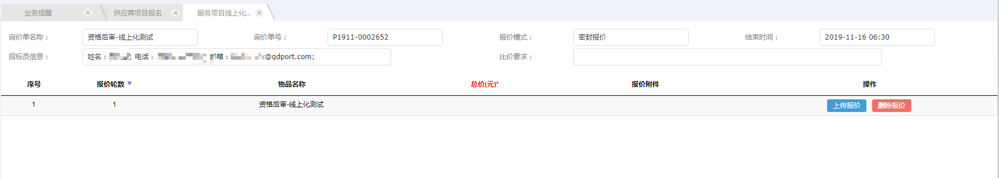 业务提醒 供应商项目报名 服务项目线上化...
询价单名称： 资格后审-线上化测试 询价单号： P1911-0002652 报价模式： 密封报价 结束时间： 2019-11-16 06:30
招标员信息： 姓名： ; 电话： 邮箱： x@qdport.com; 比价要求：
序号 报价轮数 物品名称 总价(元)* 报价附件 操作
1 1 资格后审-线上化测试 上传报价 删除报价